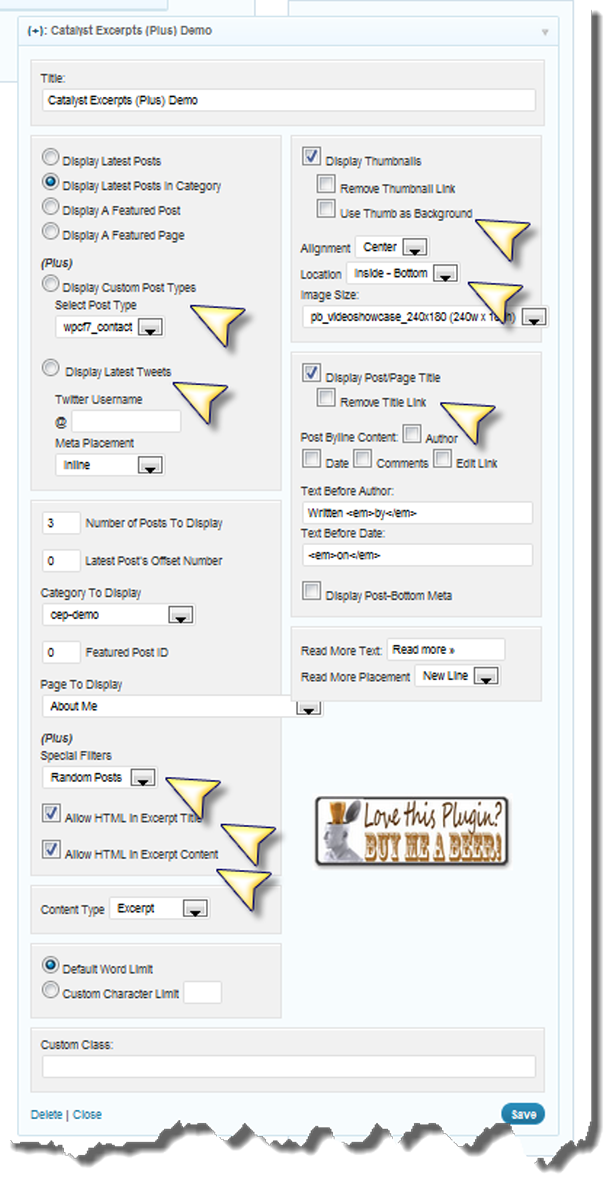 (+): Catalyst Excerpts (Plus) Demo
Title:
Catalyst Excerpts (Plus) Demo
Display Latest Posts
Display Latest Posts In Category
Display A Featured Post
Display A Featured Page
(Plus)
Display Custom Post Types
Select Post Type
wpcf7_contact
Display Latest Tweets
Twitter Username
@
Meta Placement
Inline
3 Number of Posts To Display
0 Latest Post's Offset Number
Category To Display
cep-demo
0 Featured Post ID
Page To Display
About Me
(Plus)
Special Filters
Random Posts
Allow HTML In Excerpt Title
Allow HTML In Excerpt Content
Content Type Excerpt
Default Word Limit
Custom Character Limit
Display Thumbnails
Remove Thumbnail Link
Use Thumb as Background
Alignment Center
Location Inside - Bottom
Image Size:
pb_videoshowcase_240x180 (240w x
Display Post/Page Title
Remove Title Link
Post Byline Content: Author
Date Comments Edit Link
Text Before Author:
Written <em>by</em>
Text Before Date:
<em>on</em>
Display Post-Bottom Meta
Read More Text: Read more »
Read More Placement New Line
Love this Plugin?
BUY ME A BEER!
Custom Class:
Delete | Close
Save